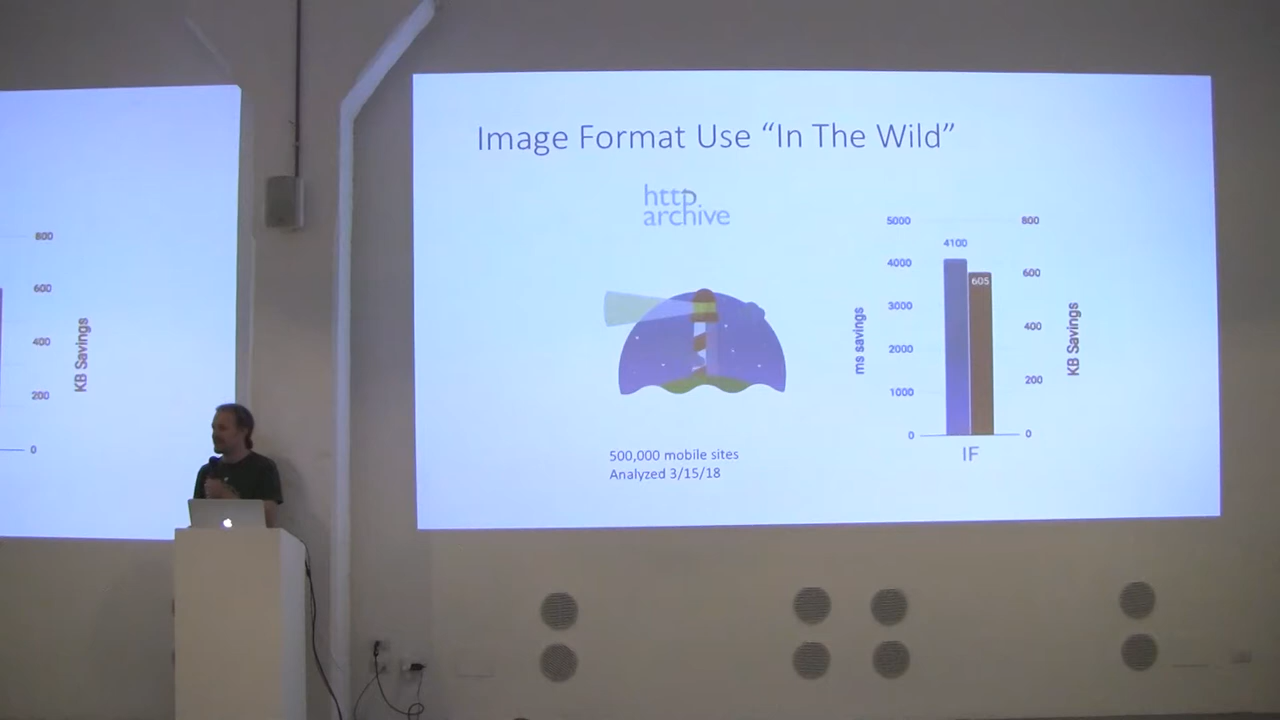 800
600
400
200
0
KB Savings
Image Format Use “In The Wild”
http
archive
500,000 mobile sites
Analyzed 3/15/18
5000
4000
3000
2000
1000
0
ms savings
4100
605
800
600
400
200
0
KB Savings
IF